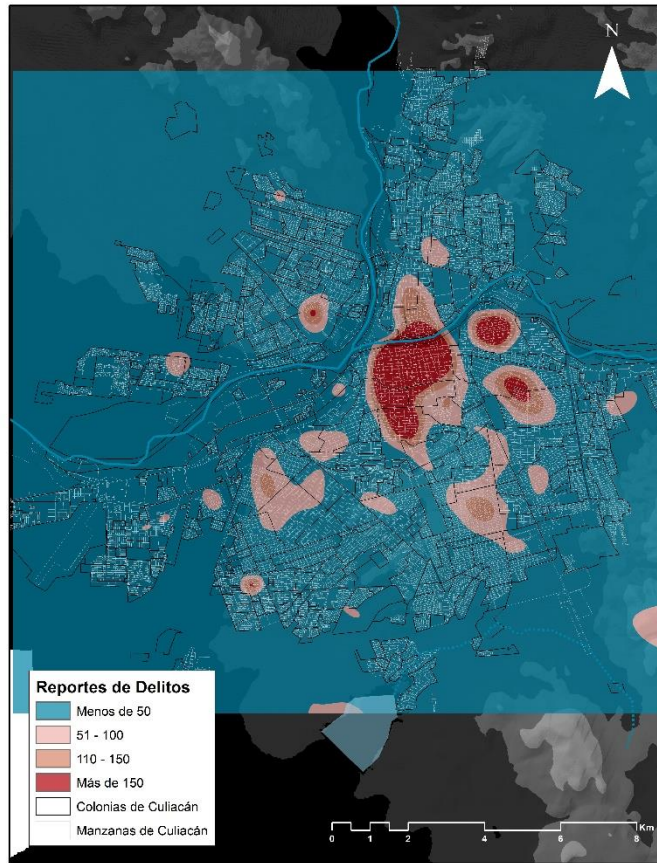 N
Reportes de Delitos
Menos de 50
51 - 100
110 - 150
Más de 150
Colonias de Culiacán
Manzanas de Culiacán
Km
0 1 2 4 6 8